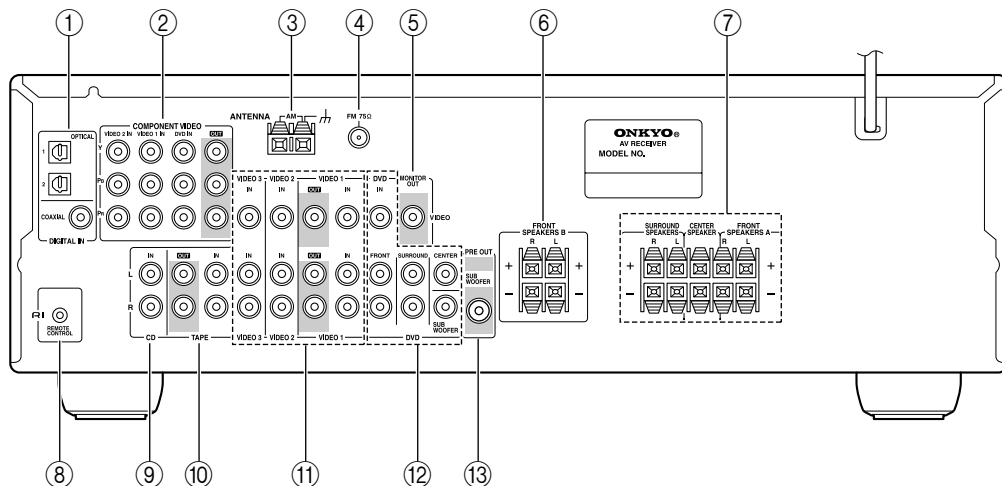 ① ② ③ ④ ⑤ ⑥ ⑦
COMPONENT VIDEO
OPTICAL VIDEO 2 IN VIDEO 1 IN DVD IN OUT
1
2
Y
PB
PR
COAXIAL
DIGITAL IN
ANTENNA AM
FM 75Ω
ONKYO®
AV RECEIVER
MODEL NO.
VIDEO 3 VIDEO 2 VIDEO 1 DVD MONITOR OUT
IN IN OUT IN IN
VIDEO
FRONT
SPEAKERS B
R L
+ +
− −
SURROUND SPEAKERS CENTER SPEAKER FRONT SPEAKERS A
R L R L
+ +
− −
IN OUT IN IN IN OUT IN FRONT SURROUND CENTER
L
R
SUB WOOFER
PRE OUT
SUB WOOFER
CD TAPE VIDEO 3 VIDEO 2 VIDEO 1 DVD
RI
REMOTE
CONTROL
⑧ ⑨ ⑩ ⑪ ⑫ ⑬